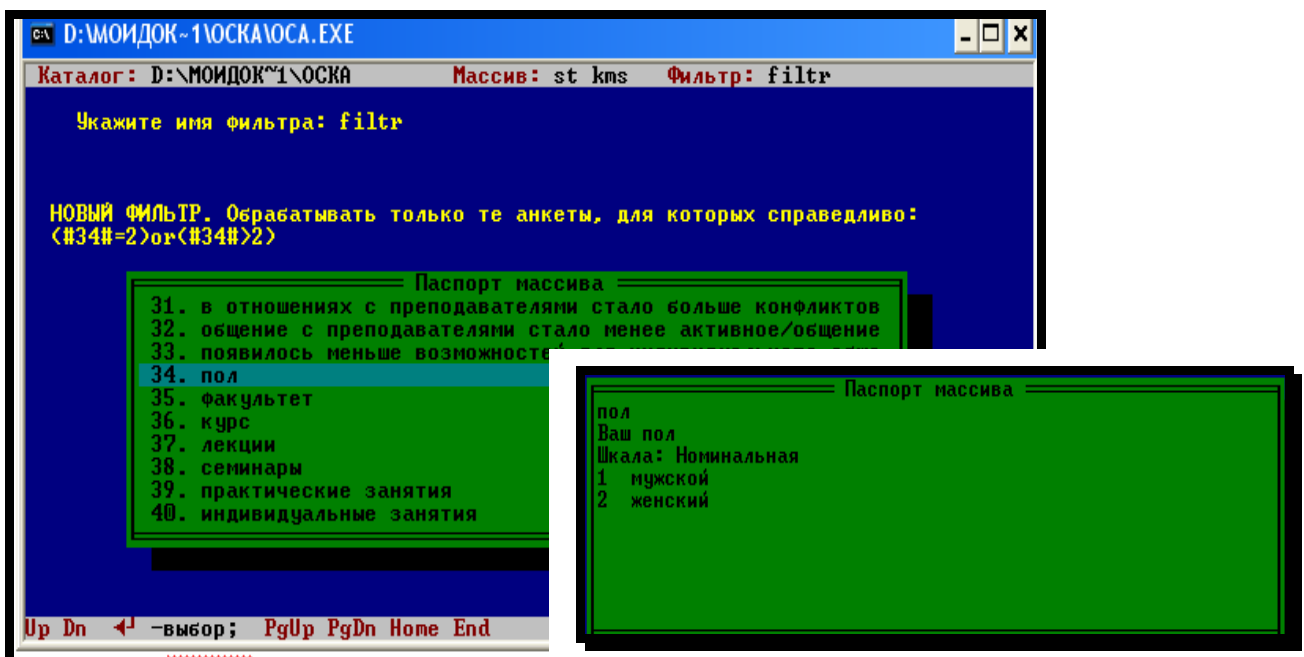 D:\МОИДОК~1\ОСКА\ОСА.EXE
Каталог: D:\МОИДОК~1\ОСКА Массив: st kms Фильтр: filtr
Укажите имя фильтра: filtr
НОВЫЙ ФИЛЬТР. Обрабатывать только те анкеты, для которых справедливо:
(#34#=2)or(#34#>2)
Паспорт массива
31. в отношениях с преподавателями стало больше конфликтов
32. общение с преподавателями стало менее активное/общение
33. появилось меньше
34. пол
35. факультет
36. курс
37. лекции
38. семинары
39. практические занятия
40. индивидуальные занятия
Up Dn ◄┘ -выбор; PgUp PgDn Home End
Паспорт массива
пол
Ваш пол
Шкала: Номинальная
1 мужской
2 женский